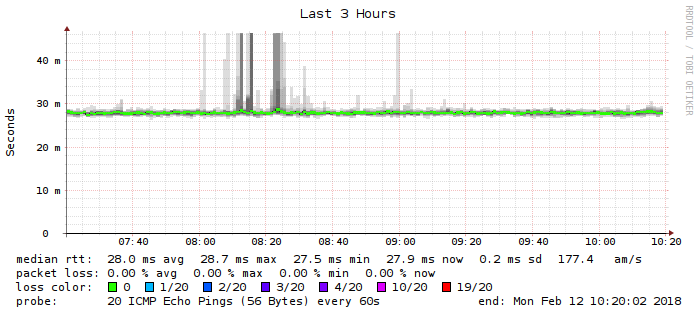 Last 3 Hours
RRDTOOL / TOBI OETIKER
Seconds
40 m
30 m
20 m
10 m
0
07:40 08:00 08:20 08:40 09:00 09:20 09:40 10:00 10:20
median rtt: 28.0 ms avg 28.7 ms max 27.5 ms min 27.9 ms now 0.2 ms sd 177.4 am/s
packet loss: 0.00 % avg 0.00 % max 0.00 % min 0.00 % now
loss color: 0 1/20 2/20 3/20 4/20 10/20 19/20
probe: 20 ICMP Echo Pings (56 Bytes) every 60s end: Mon Feb 12 10:20:02 2018